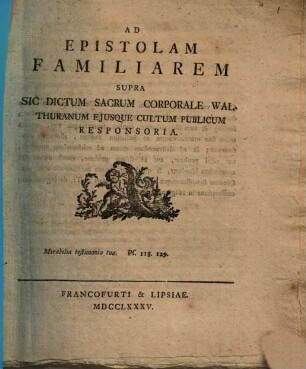 AD
EPISTOLAM
FAMILIAREM
SUPRA
SIC DICTUM SACRUM CORPORALE WAL-
THURANUM EJUSQUE CULTUM PUBLICUM
RESPONSORIA.
Mirabilia testimonia tua. Ps. 118. 129.
FRANCOFURTI & LIPSIAE.
MDCCLXXXV.